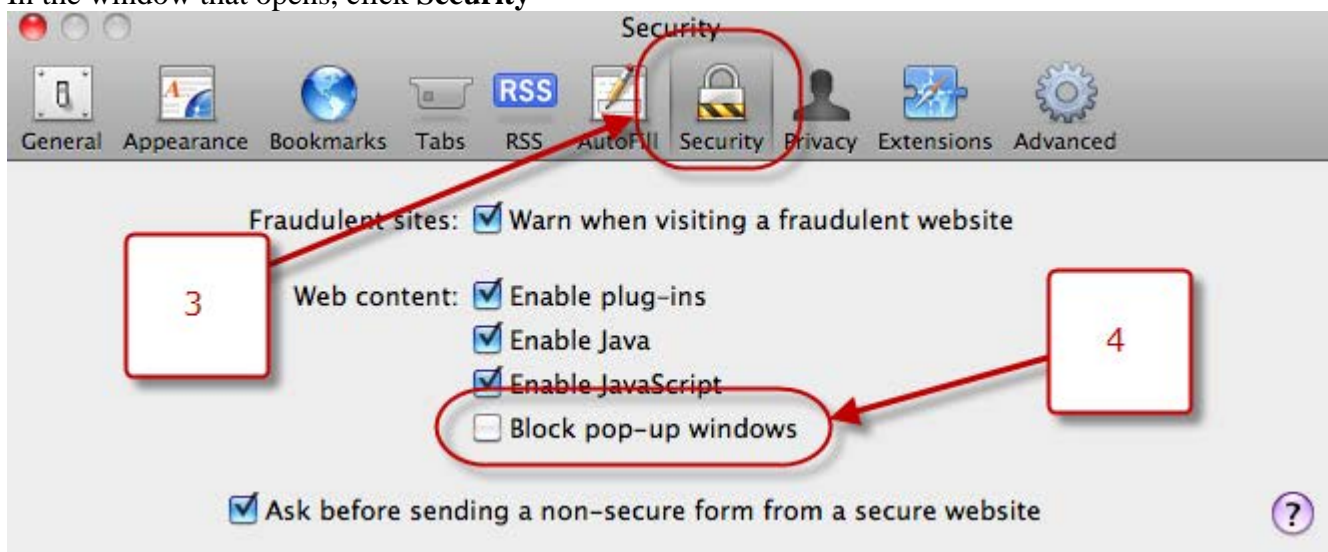 In the window that opens, click Security
Security
RSS
General Appearance Bookmarks Tabs RSS AutoFill Security Privacy Extensions Advanced
Fraudulent sites: Warn when visiting a fraudulent website
3
Web content: Enable plug-ins
Enable Java
4
Enable JavaScript
Block pop-up windows
Ask before sending a non-secure form from a secure website
?